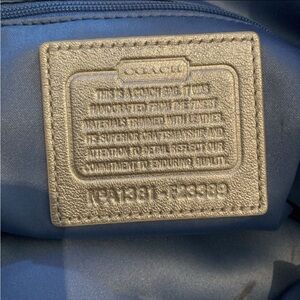 COACH
THIS IS A COACH BAG. IT WAS
HANDCRAFTED FROM THE FINEST
MATERIALS TRIMMED WITH LEATHER.
ITS SUPERIOR CRAFTSMANSHIP AND
ATTENTION TO DETAIL REFLECT OUR
COMMITMENT TO ENDURING QUALITY.
A1381-F23389